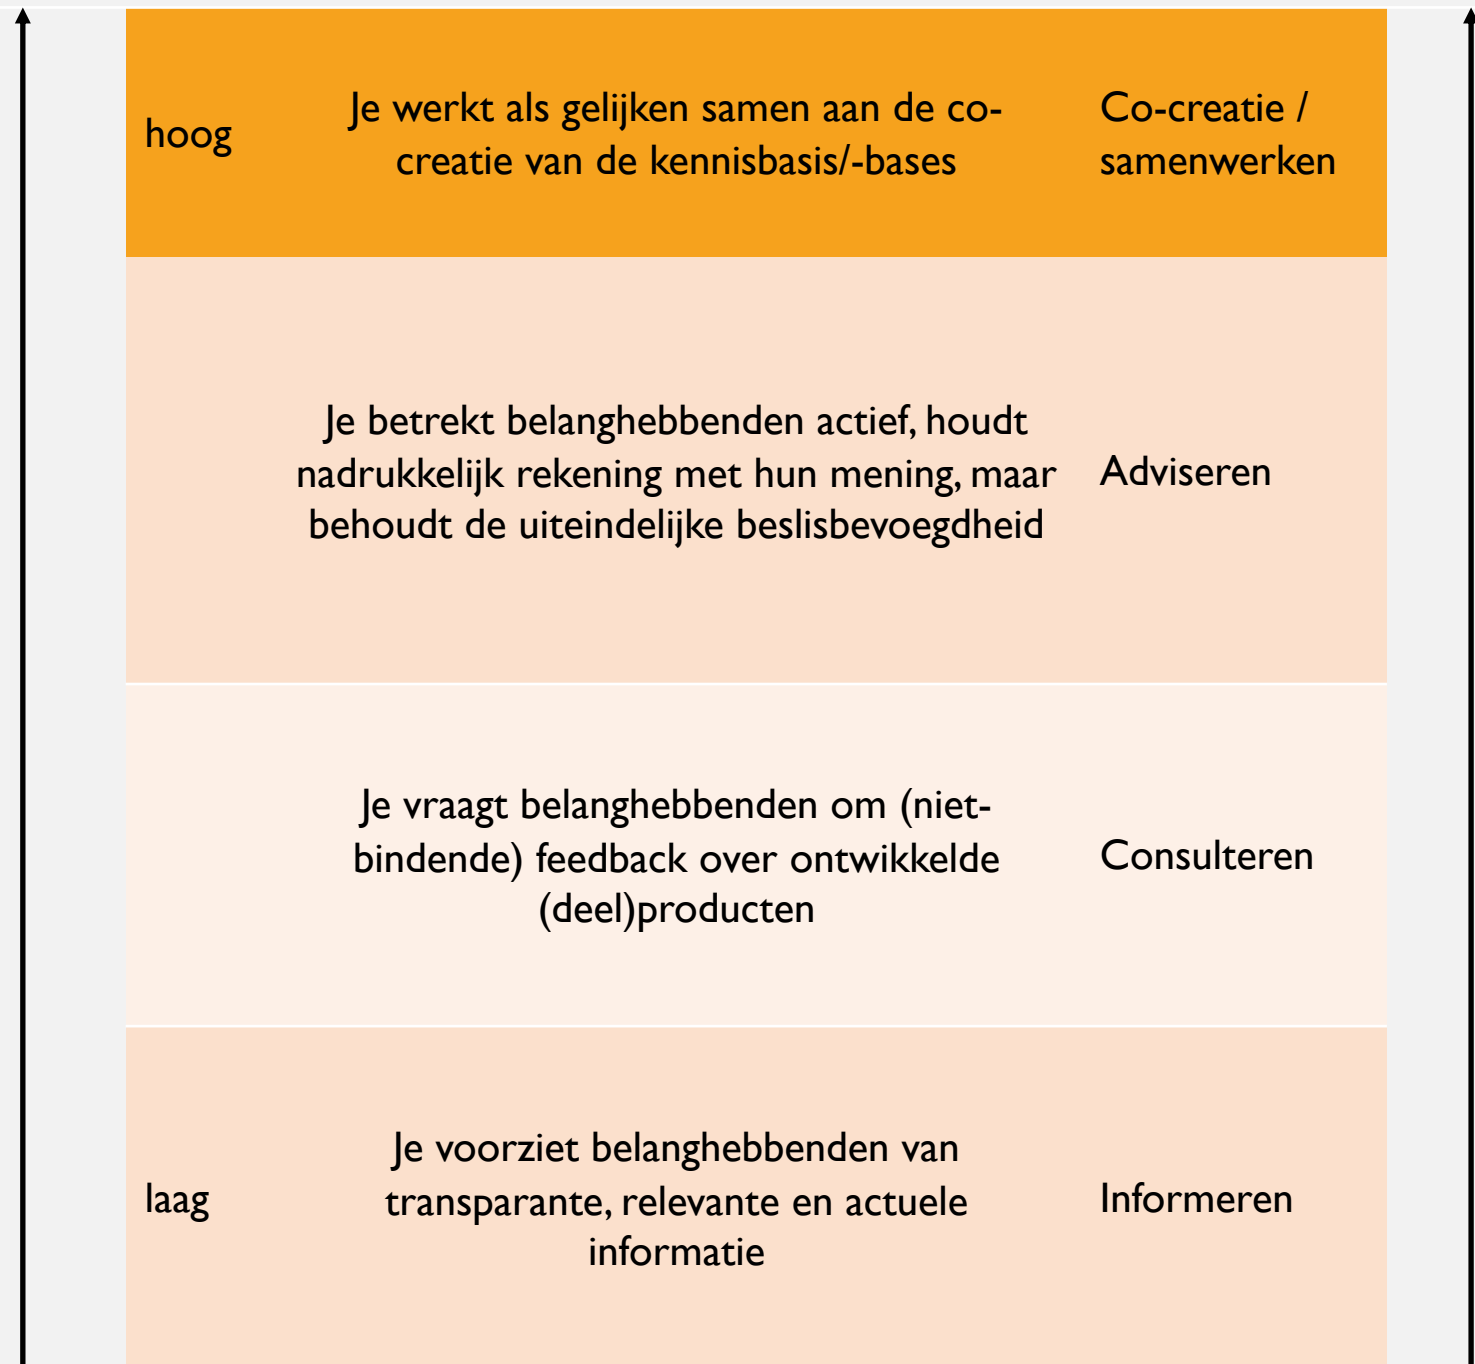 hoog
Je werkt als gelijken samen aan de co-
creatie van de kennisbasis/-bases
Co-creatie /
samenwerken
Je betrekt belanghebbenden actief, houdt
nadrukkelijk rekening met hun mening, maar
behoudt de uiteindelijke beslisbevoegdheid
Adviseren
Je vraagt belanghebbenden om (niet-
bindende) feedback over ontwikkelde
(deel)producten
Consulteren
laag
Je voorziet belanghebbenden van
transparante, relevante en actuele
informatie
Informeren